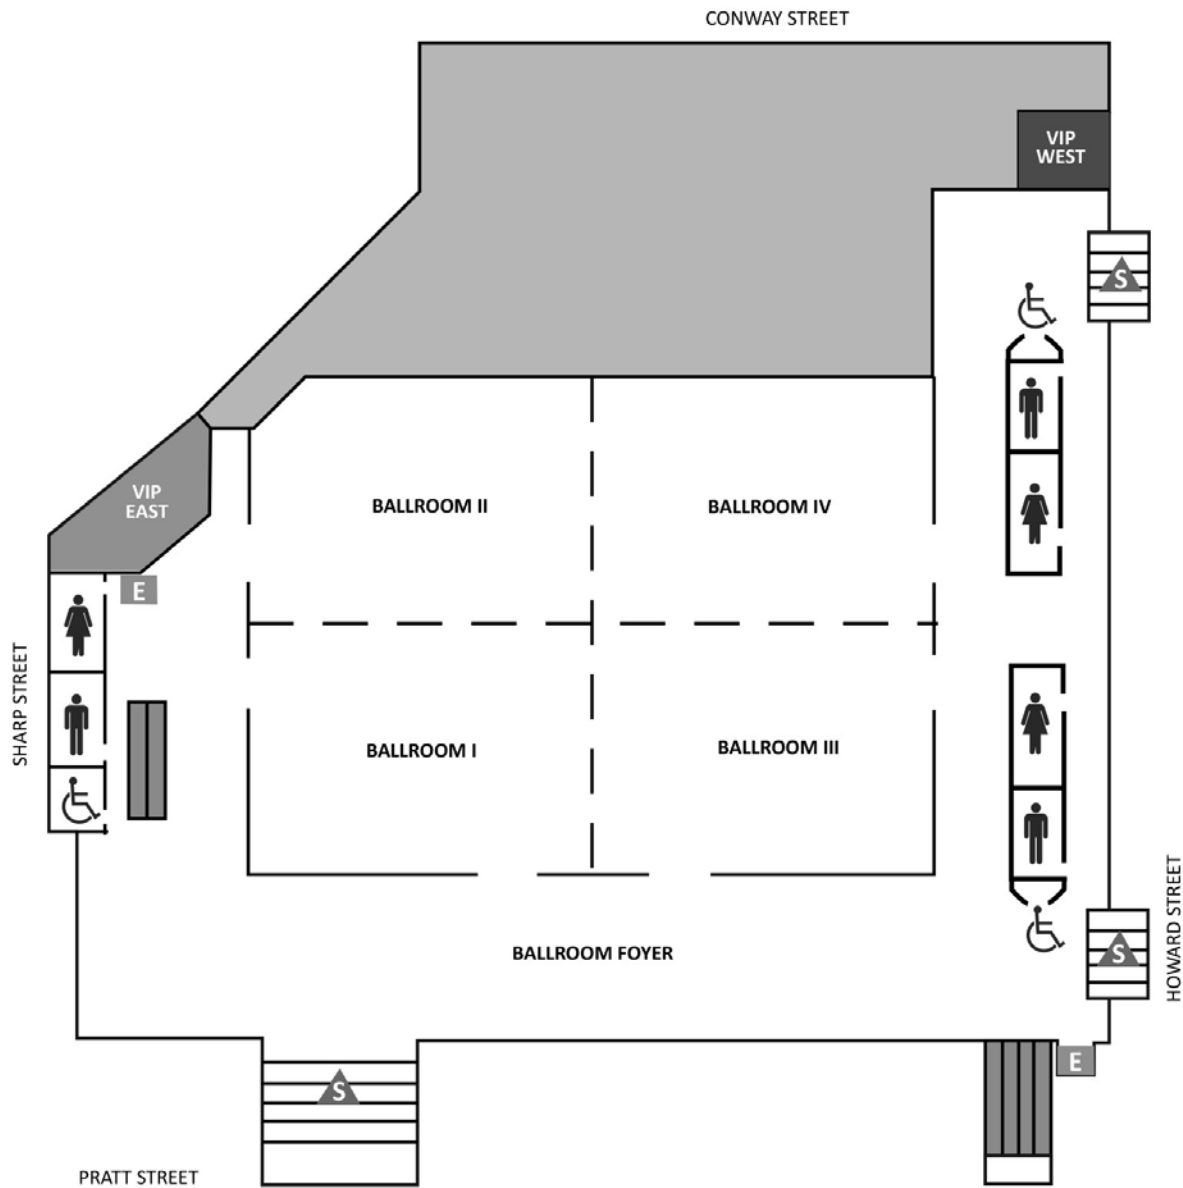 CONWAY STREET
VIP
WEST
S
VIP
EAST
BALLROOM II
BALLROOM IV
E
SHARP STREET
BALLROOM I
BALLROOM III
HOWARD STREET
BALLROOM FOYER
S
S
E
PRATT STREET